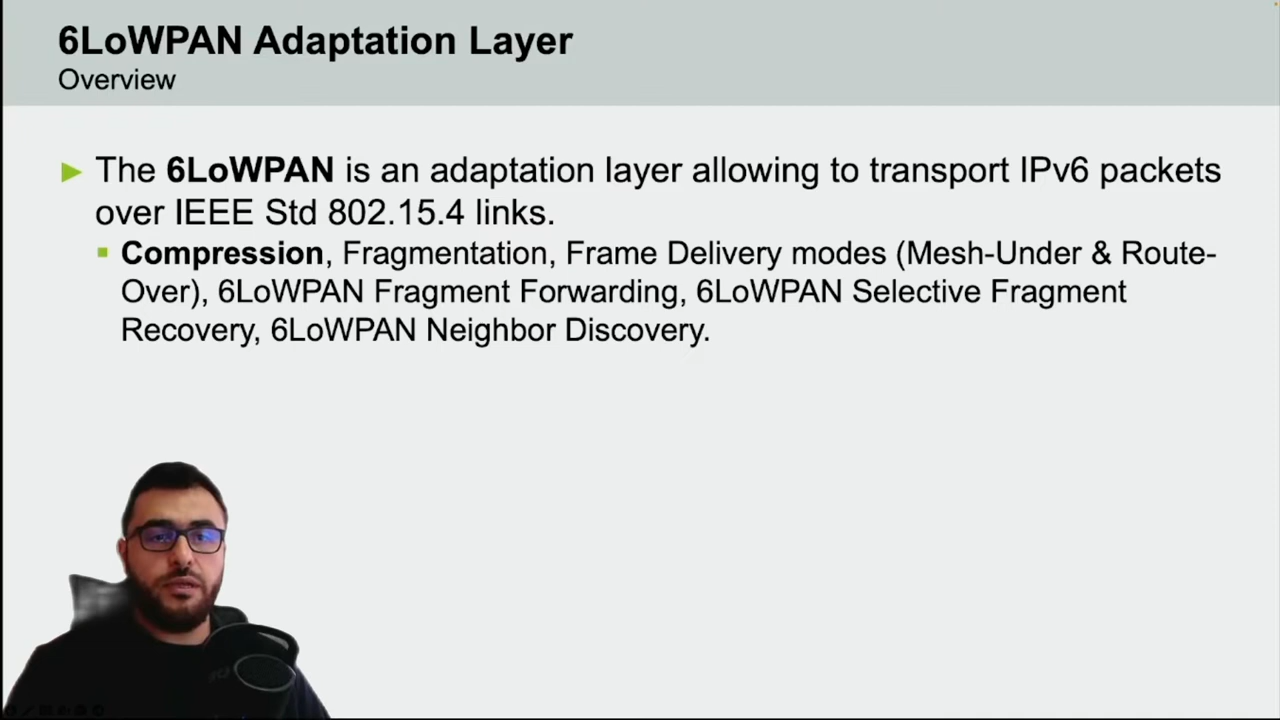 6LoWPAN Adaptation Layer
Overview
The 6LoWPAN is an adaptation layer allowing to transport IPv6 packets
over IEEE Std 802.15.4 links.
Compression, Fragmentation, Frame Delivery modes (Mesh-Under & Route-
Over), 6LoWPAN Fragment Forwarding, 6LoWPAN Selective Fragment
Recovery, 6LoWPAN Neighbor Discovery.